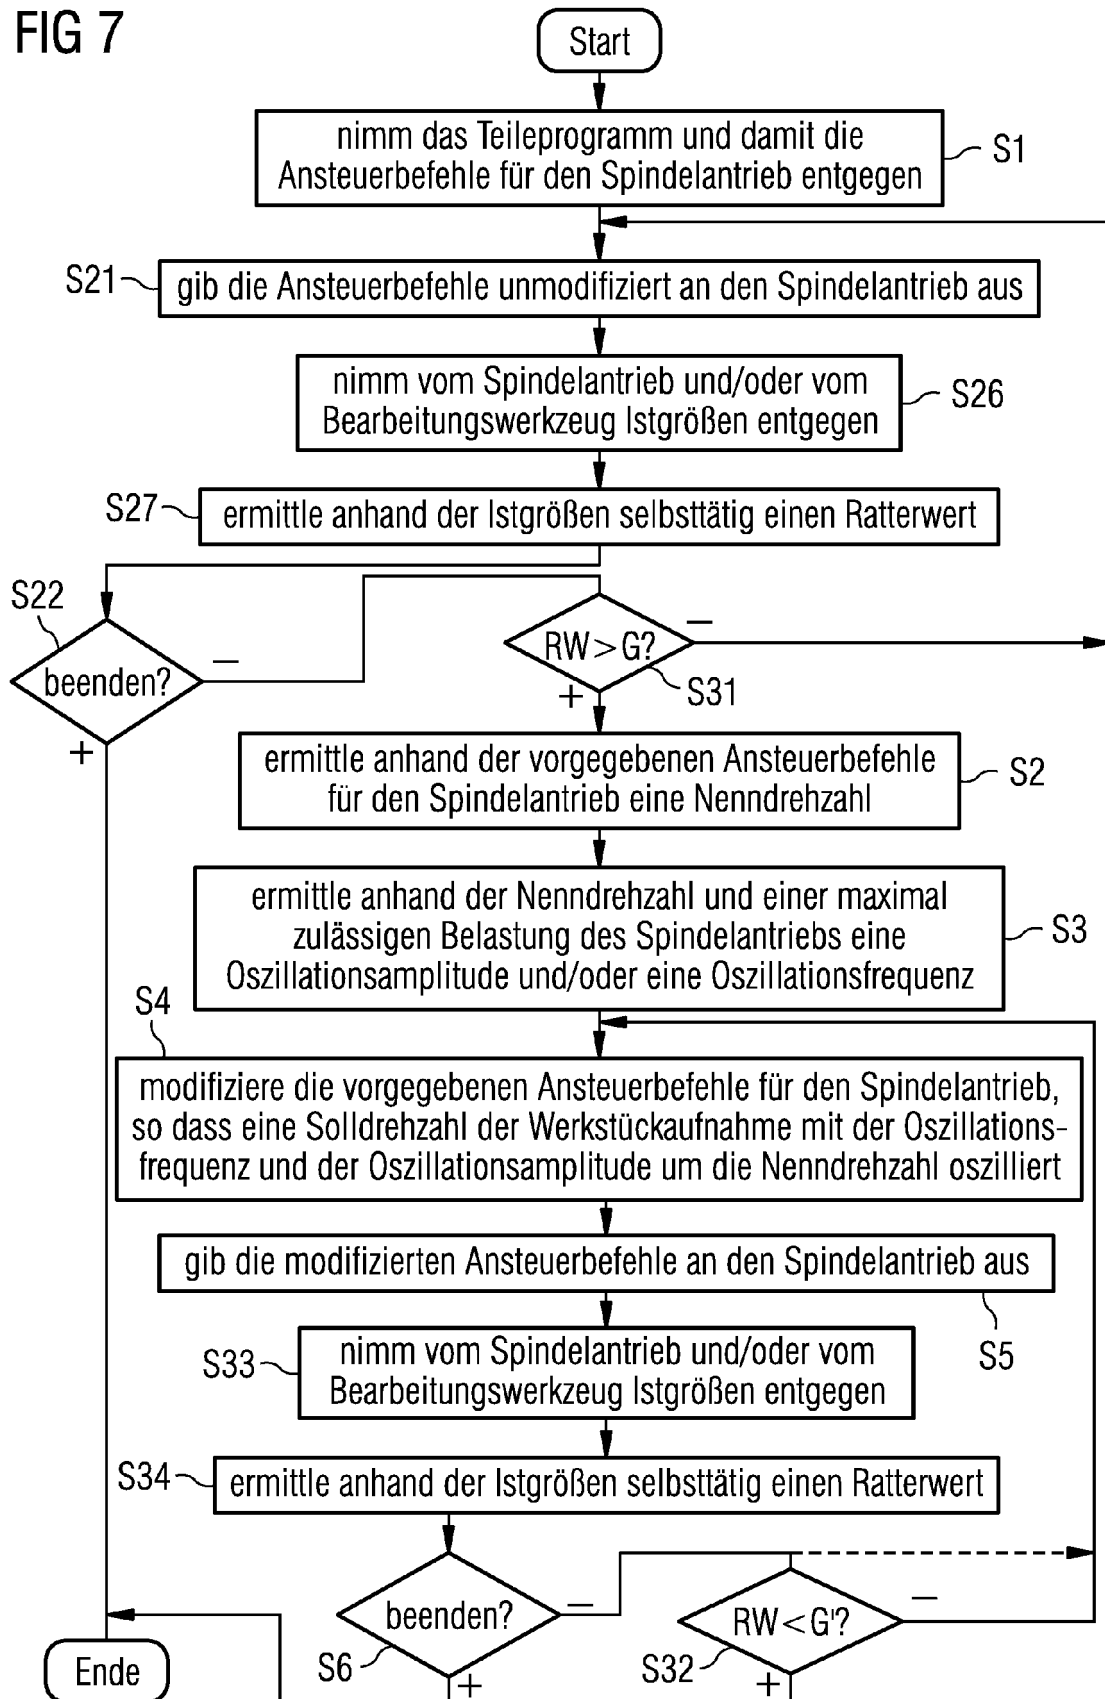 FIG 7
Start
nimm das Teileprogramm und damit die
Ansteuerbefehle für den Spindelantrieb entgegen
S1
S21
gib die Ansteuerbefehle unmodifiziert an den Spindelantrieb aus
nimm vom Spindelantrieb und/oder vom
Bearbeitungswerkzeug Istgrößen entgegen
S26
S27
ermittle anhand der Istgrößen selbsttätig einen Ratterwert
S22
beenden?
−
+
RW > G?
−
S31
+
ermittle anhand der vorgegebenen Ansteuerbefehle
für den Spindelantrieb eine Nenndrehzahl
S2
ermittle anhand der Nenndrehzahl und einer maximal
zulässigen Belastung des Spindelantriebs eine
Oszillationsamplitude und/oder eine Oszillationsfrequenz
S3
S4
modifiziere die vorgegebenen Ansteuerbefehle für den Spindelantrieb,
so dass eine Solldrehzahl der Werkstückaufnahme mit der Oszillations-
frequenz und der Oszillationsamplitude um die Nenndrehzahl oszilliert
gib die modifizierten Ansteuerbefehle an den Spindelantrieb aus
S5
S33
nimm vom Spindelantrieb und/oder vom
Bearbeitungswerkzeug Istgrößen entgegen
S34
ermittle anhand der Istgrößen selbsttätig einen Ratterwert
beenden?
−
S6
+
RW < G'?
−
S32
+
Ende